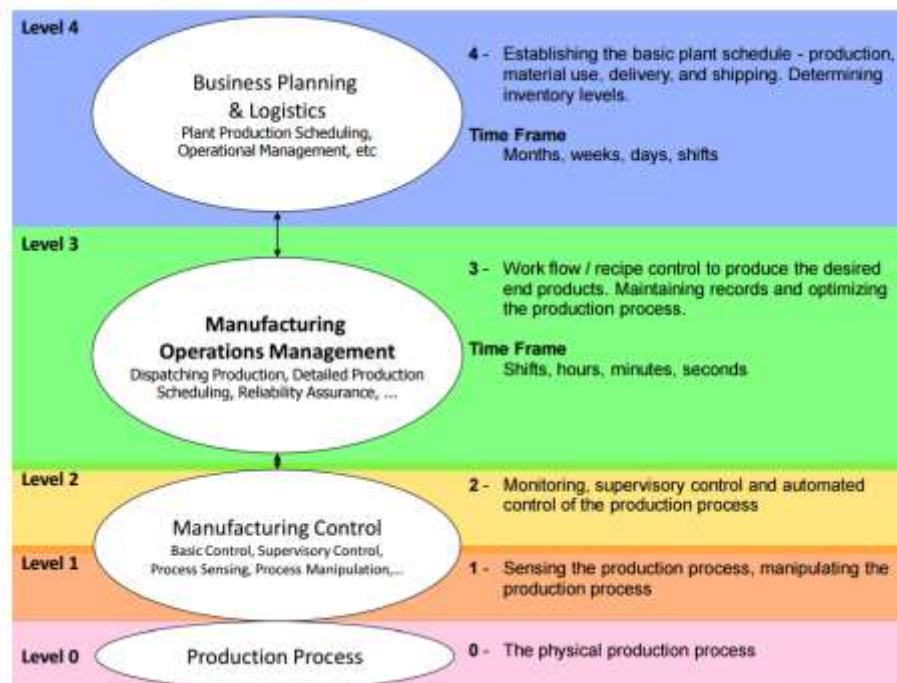 Level 4
Business Planning
& Logistics
Plant Production Scheduling,
Operational Management, etc
4 - Establishing the basic plant schedule - production,
material use, delivery, and shipping. Determining
inventory levels.
Time Frame
Months, weeks, days, shifts
Level 3
Manufacturing
Operations Management
Dispatching Production, Detailed Production
Scheduling, Reliability Assurance, ...
3 - Work flow / recipe control to produce the desired
end products. Maintaining records and optimizing
the production process.
Time Frame
Shifts, hours, minutes, seconds
Level 2
Manufacturing Control
Basic Control, Supervisory Control,
Process Sensing, Process Manipulation,...
2 - Monitoring, supervisory control and automated
control of the production process
Level 1
1 - Sensing the production process, manipulating the
production process
Level 0
Production Process
0 - The physical production process